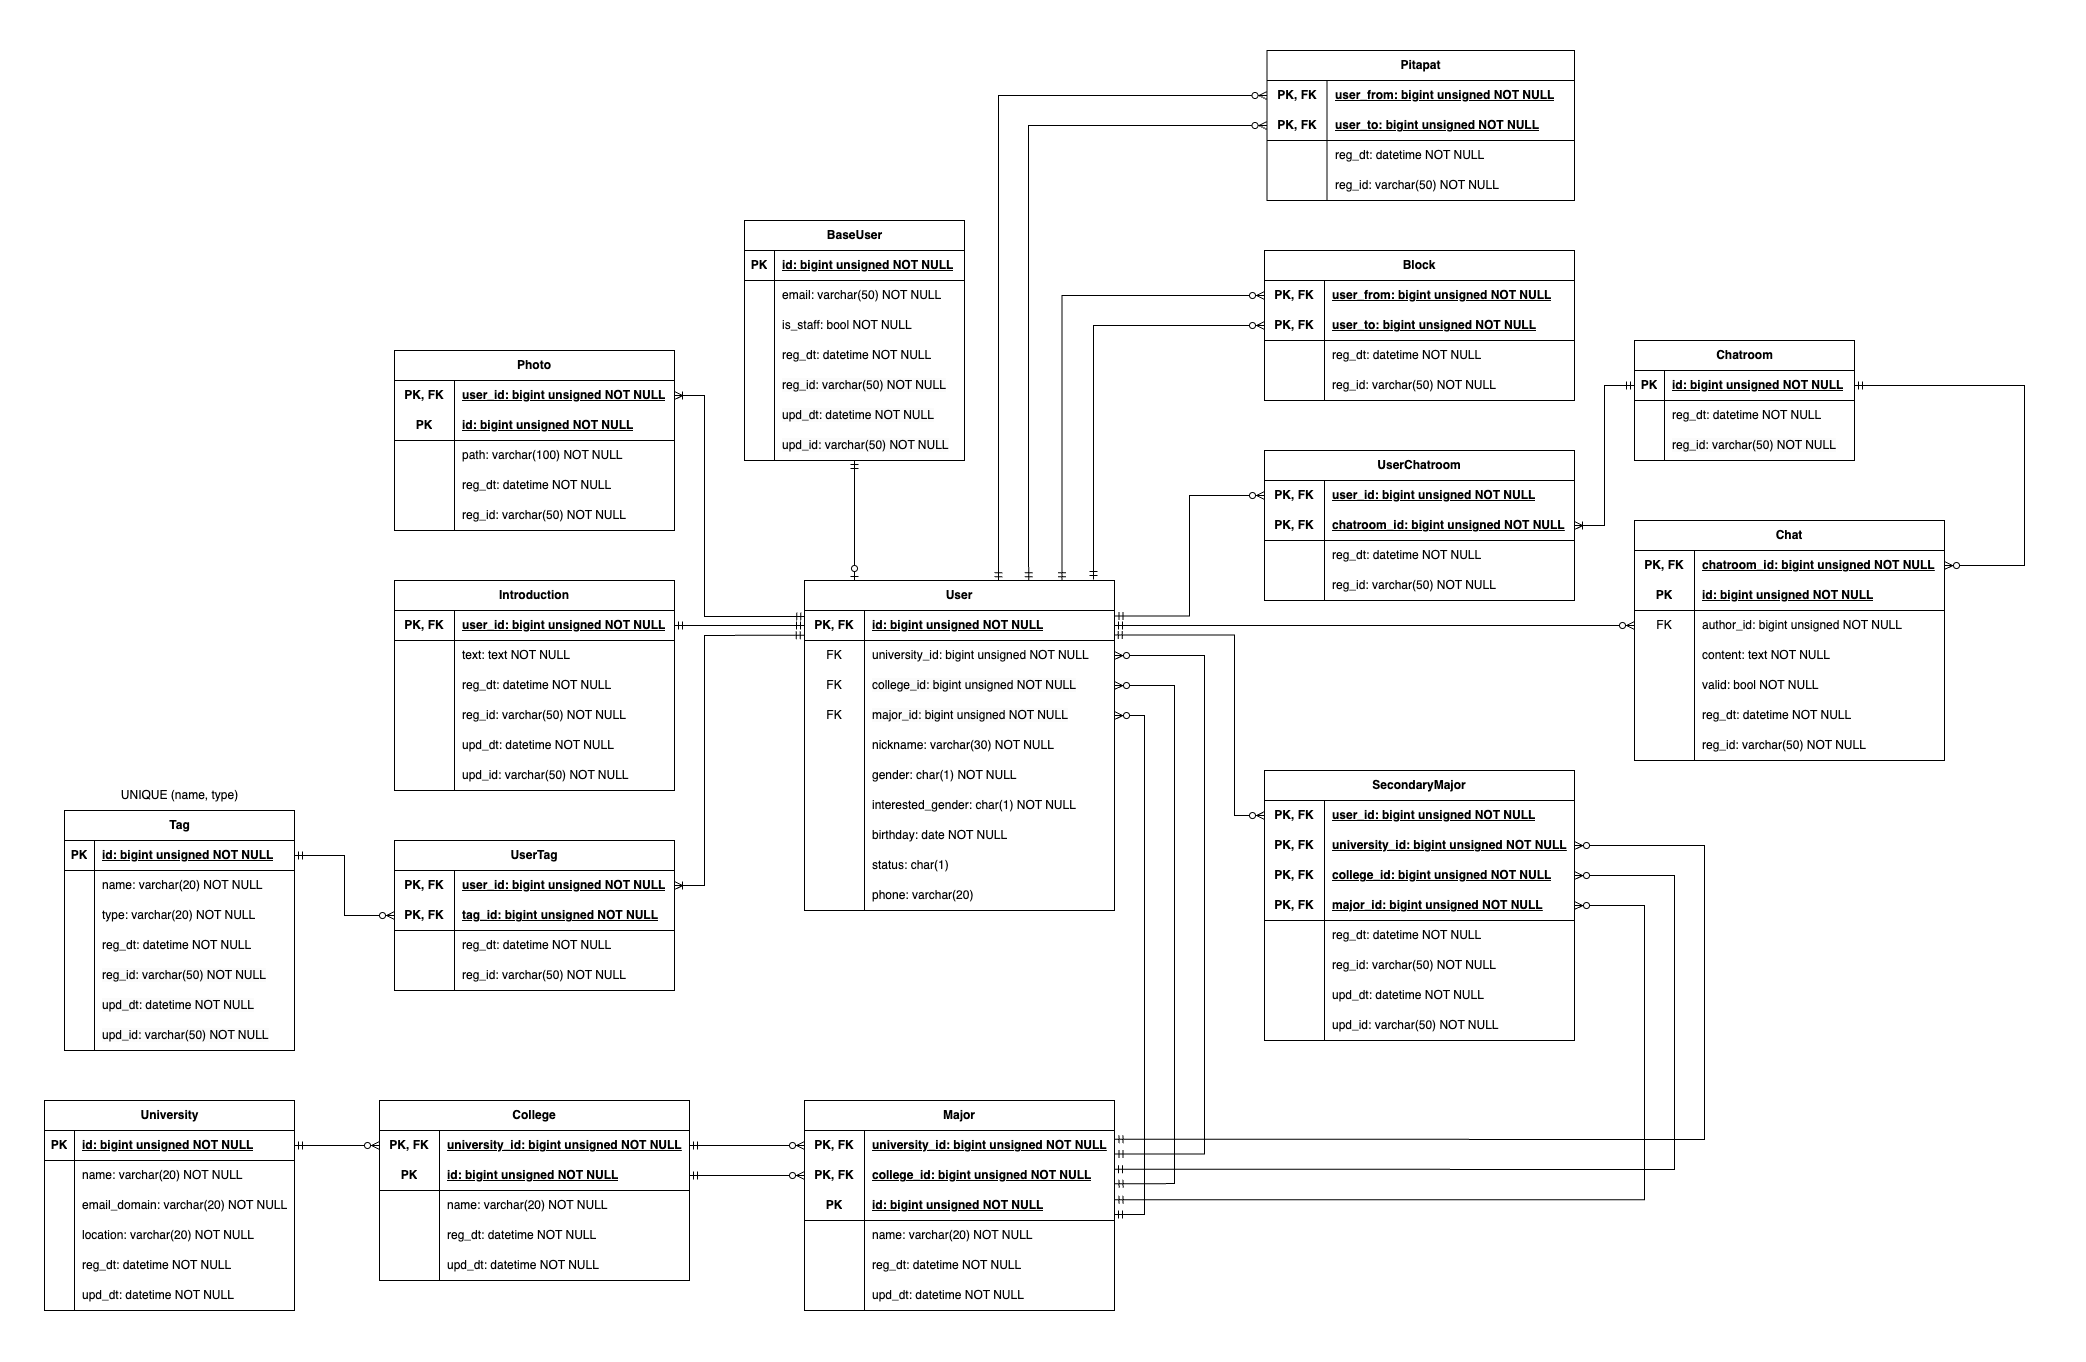 Pitapat
PK, FK user_from: bigint unsigned NOT NULL
PK, FK user_to: bigint unsigned NOT NULL
reg_dt: datetime NOT NULL
reg_id: varchar(50) NOT NULL
BaseUser
PK id: bigint unsigned NOT NULL
email: varchar(50) NOT NULL
is_staff: bool NOT NULL
reg_dt: datetime NOT NULL
reg_id: varchar(50) NOT NULL
upd_dt: datetime NOT NULL
upd_id: varchar(50) NOT NULL
Block
PK, FK user_from: bigint unsigned NOT NULL
PK, FK user_to: bigint unsigned NOT NULL
reg_dt: datetime NOT NULL
reg_id: varchar(50) NOT NULL
Chatroom
PK id: bigint unsigned NOT NULL
reg_dt: datetime NOT NULL
reg_id: varchar(50) NOT NULL
Photo
PK, FK user_id: bigint unsigned NOT NULL
PK id: bigint unsigned NOT NULL
path: varchar(100) NOT NULL
reg_dt: datetime NOT NULL
reg_id: varchar(50) NOT NULL
UserChatroom
PK, FK user_id: bigint unsigned NOT NULL
PK, FK chatroom_id: bigint unsigned NOT NULL
reg_dt: datetime NOT NULL
reg_id: varchar(50) NOT NULL
Chat
PK, FK chatroom_id: bigint unsigned NOT NULL
PK id: bigint unsigned NOT NULL
FK author_id: bigint unsigned NOT NULL
content: text NOT NULL
valid: bool NOT NULL
reg_dt: datetime NOT NULL
reg_id: varchar(50) NOT NULL
Introduction
PK, FK user_id: bigint unsigned NOT NULL
text: text NOT NULL
reg_dt: datetime NOT NULL
reg_id: varchar(50) NOT NULL
upd_dt: datetime NOT NULL
upd_id: varchar(50) NOT NULL
User
PK, FK id: bigint unsigned NOT NULL
FK university_id: bigint unsigned NOT NULL
FK college_id: bigint unsigned NOT NULL
FK major_id: bigint unsigned NOT NULL
nickname: varchar(30) NOT NULL
gender: char(1) NOT NULL
interested_gender: char(1) NOT NULL
birthday: date NOT NULL
status: char(1)
phone: varchar(20)
SecondaryMajor
PK, FK user_id: bigint unsigned NOT NULL
PK, FK university_id: bigint unsigned NOT NULL
PK, FK college_id: bigint unsigned NOT NULL
PK, FK major_id: bigint unsigned NOT NULL
reg_dt: datetime NOT NULL
reg_id: varchar(50) NOT NULL
upd_dt: datetime NOT NULL
upd_id: varchar(50) NOT NULL
UNIQUE (name, type)
Tag
PK id: bigint unsigned NOT NULL
name: varchar(20) NOT NULL
type: varchar(20) NOT NULL
reg_dt: datetime NOT NULL
reg_id: varchar(50) NOT NULL
upd_dt: datetime NOT NULL
upd_id: varchar(50) NOT NULL
UserTag
PK, FK user_id: bigint unsigned NOT NULL
PK, FK tag_id: bigint unsigned NOT NULL
reg_dt: datetime NOT NULL
reg_id: varchar(50) NOT NULL
University
PK id: bigint unsigned NOT NULL
name: varchar(20) NOT NULL
email_domain: varchar(20) NOT NULL
location: varchar(20) NOT NULL
reg_dt: datetime NOT NULL
upd_dt: datetime NOT NULL
College
PK, FK university_id: bigint unsigned NOT NULL
PK id: bigint unsigned NOT NULL
name: varchar(20) NOT NULL
reg_dt: datetime NOT NULL
upd_dt: datetime NOT NULL
Major
PK, FK university_id: bigint unsigned NOT NULL
PK, FK college_id: bigint unsigned NOT NULL
PK id: bigint unsigned NOT NULL
name: varchar(20) NOT NULL
reg_dt: datetime NOT NULL
upd_dt: datetime NOT NULL